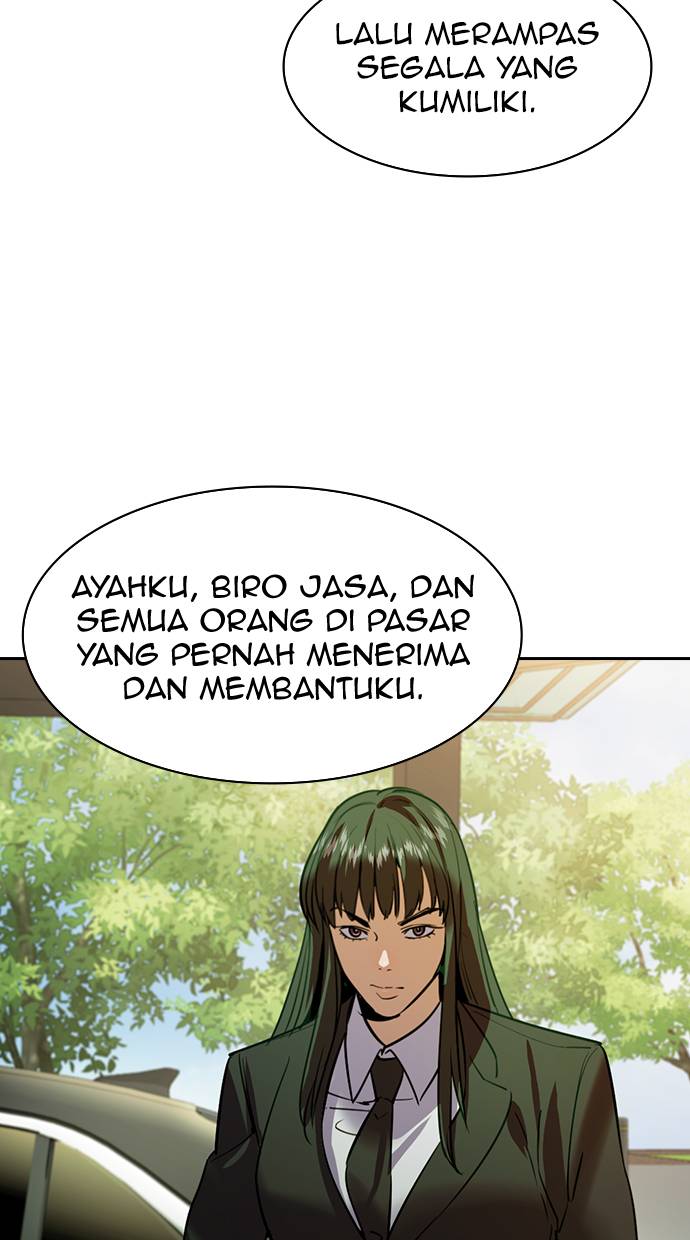 LALU MERAMPAS
SEGALA YANG
KUMILIKI.
AYAHKU, BIRO JASA, DAN
SEMUA ORANG DI PASAR
YANG PERNAH MENERIMA
DAN MEMBANTUKU.